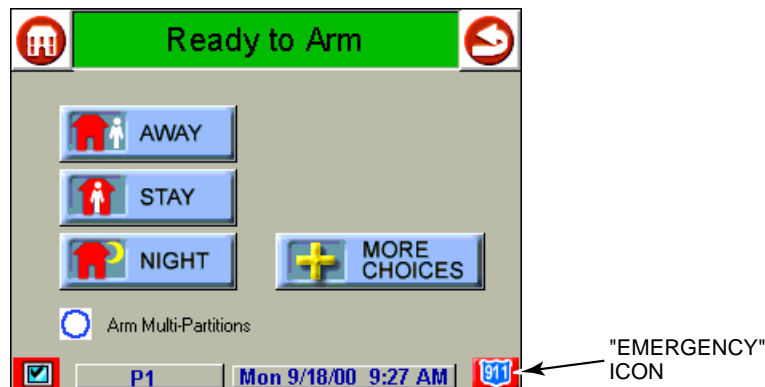 Ready to Arm
AWAY
STAY
NIGHT
MORE
CHOICES
Arm Multi-Partitions
P1
Mon 9/18/00 9:27 AM
911
"EMERGENCY"
ICON